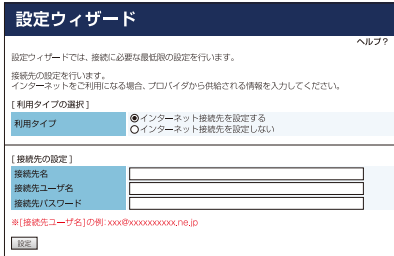 設定ウィザード
ヘルプ?
設定ウィザードでは、接続に必要な最低限の設定を行います。
接続先の設定を行います。
インターネットをご利用になる場合、プロバイダから供給される情報を入力してください。
[利用タイプの選択]
利用タイプ
インターネット接続先を設定する
インターネット接続先を設定しない
[接続先の設定]
接続先名
接続先ユーザ名
接続先パスワード
※[接続先ユーザ名]の例:xxx@xxxxxxxxxx.ne.jp
設定